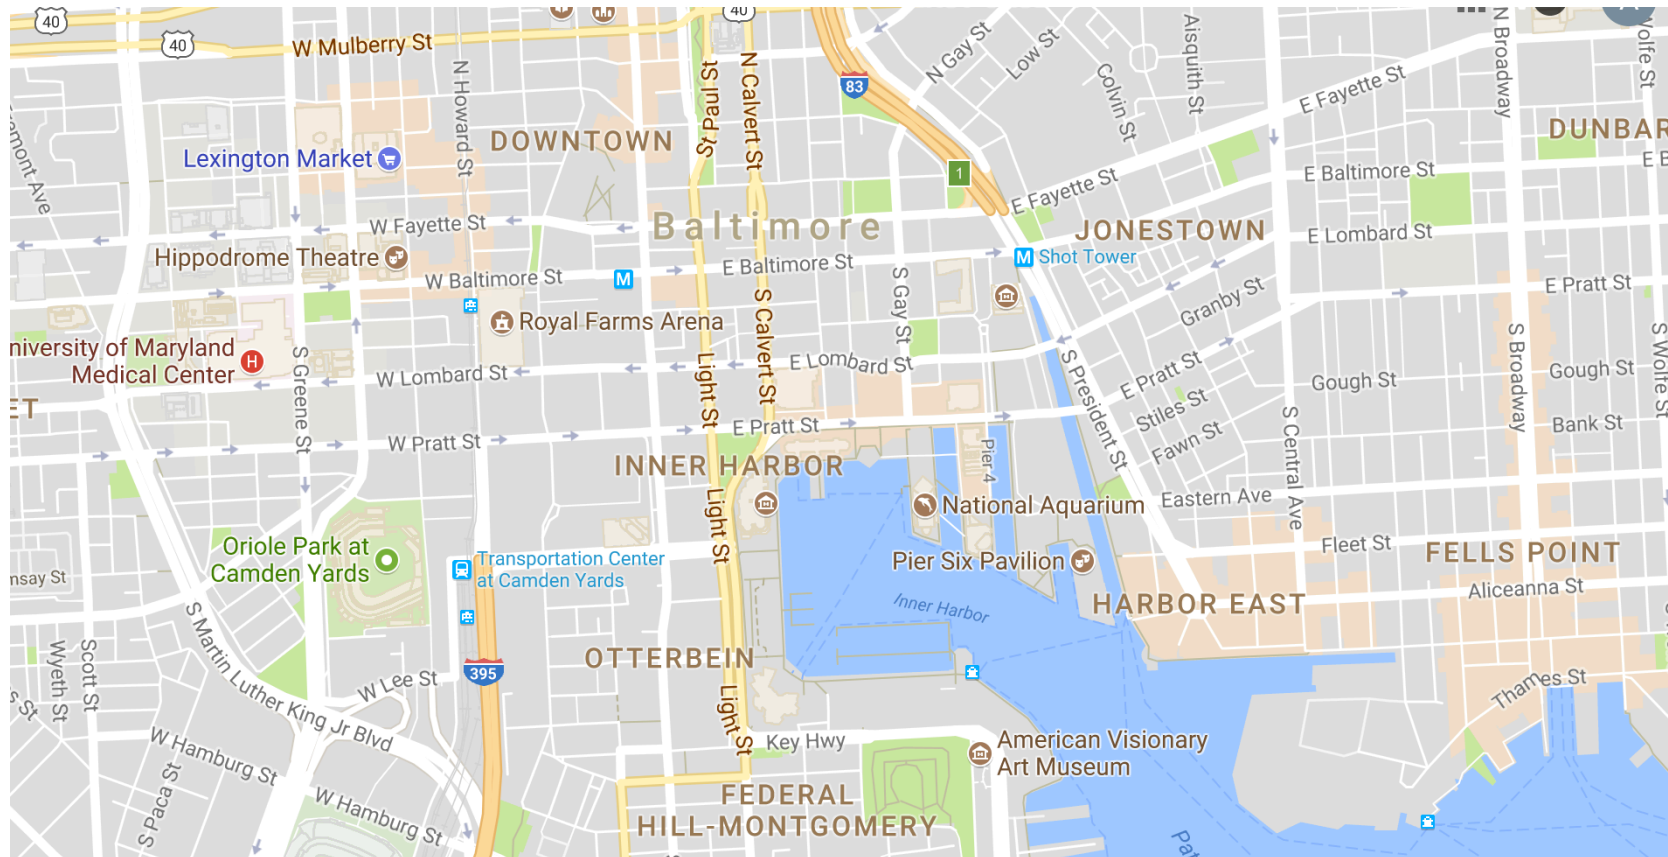 40
40
W Mulberry St
40
83
N Gay St
Low St
Colvin St
Aisquith St
N Broadway
Wolfe St
E Fayette St
DUNBAR
N Howard St
DOWNTOWN
St Paul St
N Calvert St
Lexington Market
1
E Fayette St
E Baltimore St
W Fayette St
Baltimore
JONESTOWN
E Lombard St
Hippodrome Theatre
M
Shot Tower
W Baltimore St
M
E Baltimore St
E Pratt St
Granby St
S Gay St
S Calvert St
Royal Farms Arena
niversity of Maryland
Medical Center
H
S Greene St
W Lombard St
Light St
E Lombard St
S President St
E Pratt St
Gough St
Gough St
S Broadway
S Wolfe St
Stiles St
Fawn St
S Central Ave
Bank St
W Pratt St
E Pratt St
Pier 4
INNER HARBOR
Light St
National Aquarium
Eastern Ave
Oriole Park at
Camden Yards
Transportation Center
at Camden Yards
Pier Six Pavilion
Fleet St
FELLS POINT
Aliceanna St
msay St
Inner Harbor
HARBOR EAST
S Martin Luther King Jr Blvd
Scott St
Wyeth St
OTTERBEIN
395
W Lee St
Light St
Thames St
W Hamburg St
Key Hwy
American Visionary
Art Museum
S Paca St
W Hamburg St
FEDERAL
HILL-MONTGOMERY